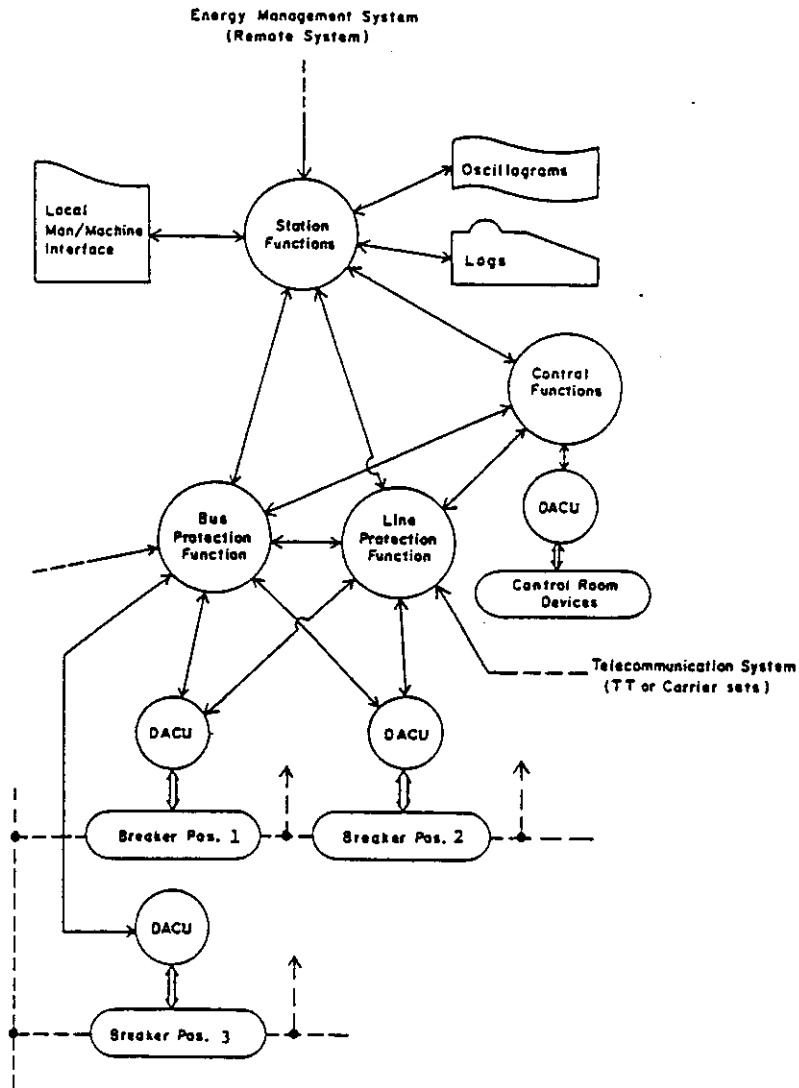 Energy Management System
(Remote System)
Oscillograms
Local
Man/Machine
Interface
Station
Functions
Logs
Control
Functions
Bus
Protection
Function
Line
Protection
Function
DACU
Control Room
Devices
Telecommunication System
(TT or Carrier sets)
DACU
DACU
Breaker Pos. 1
Breaker Pos. 2
DACU
Breaker Pos. 3